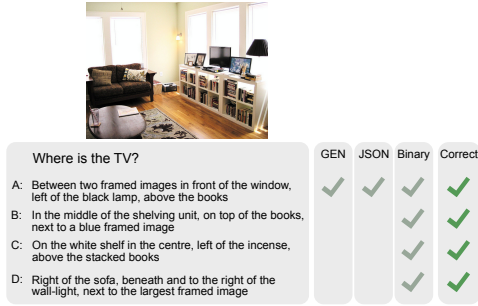 Where is the TV?
GEN JSON Binary Correct
A: Between two framed images in front of the window,
left of the black lamp, above the books
B: In the middle of the shelving unit, on top of the books,
next to a blue framed image
C: On the white shelf in the centre, left of the incense,
above the stacked books
D: Right of the sofa, beneath and to the right of the
wall-light, next to the largest framed image